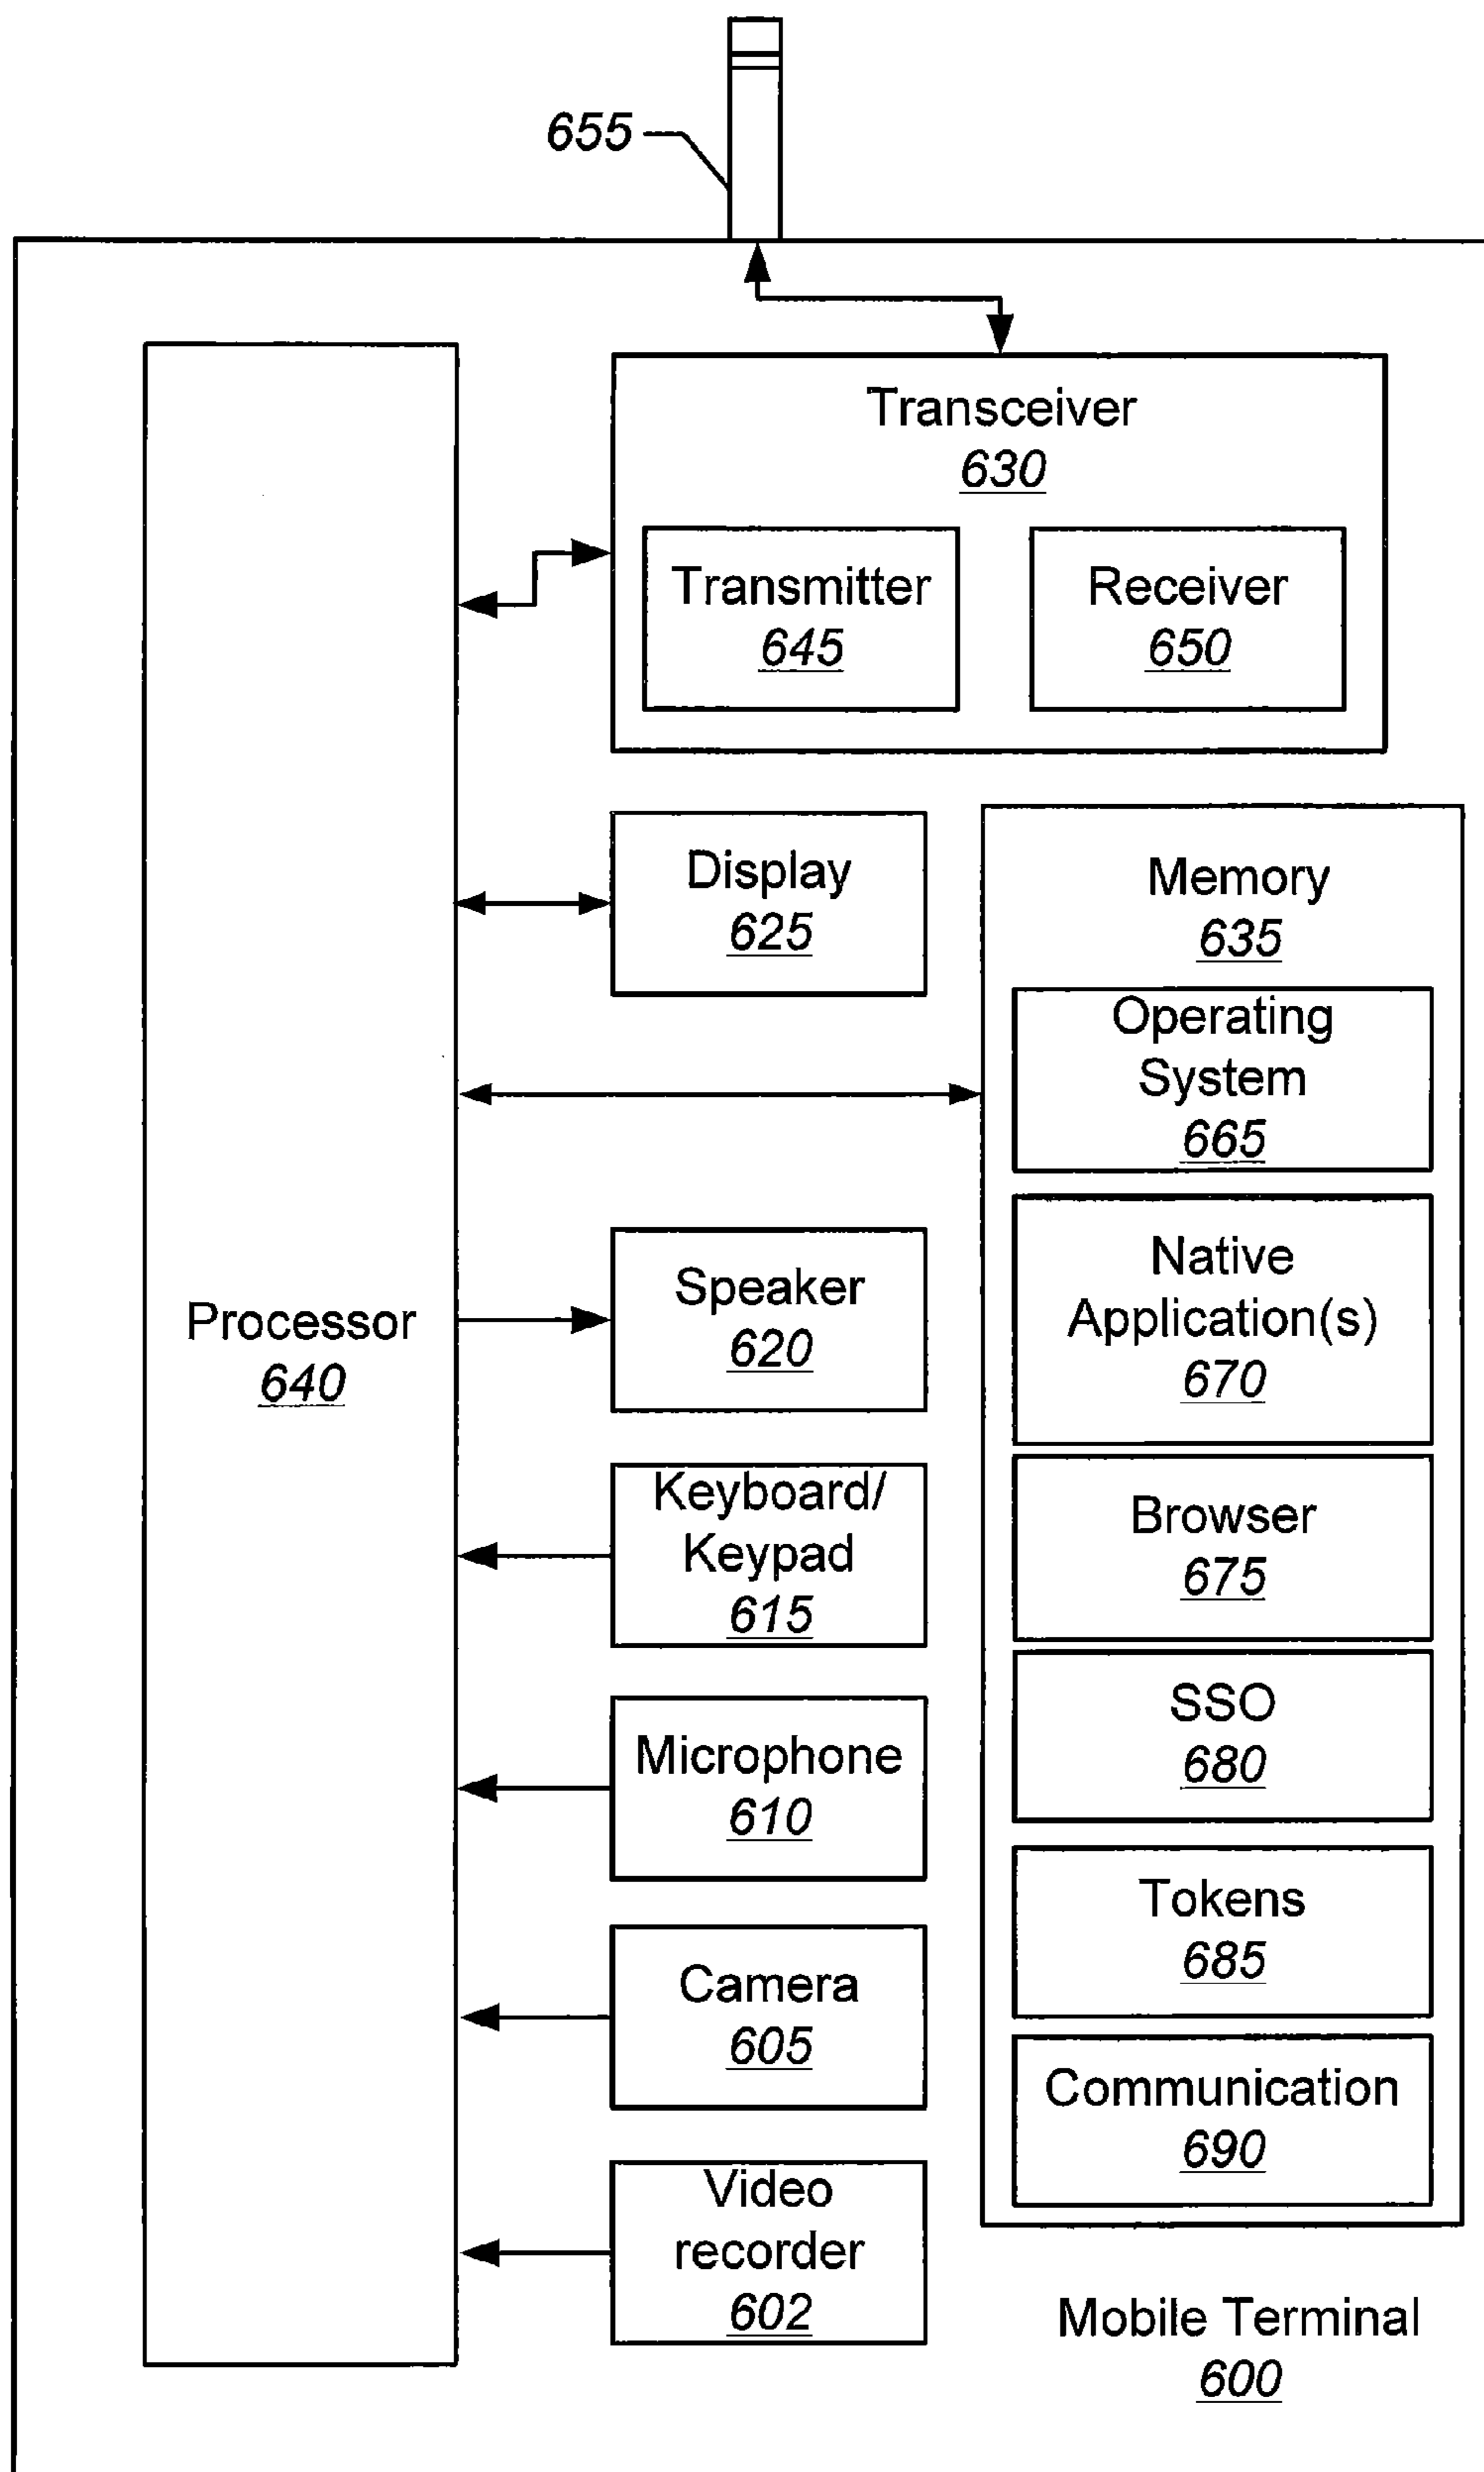 655
Transceiver
630
Transmitter
645
Receiver
650
Display
625
Memory
635
Operating
System
665
Native
Application(s)
670
Processor
640
Speaker
620
Keyboard/
Keypad
615
Browser
675
Microphone
610
SSO
680
Camera
605
Tokens
685
Communication
690
Video
recorder
602
Mobile Terminal
600